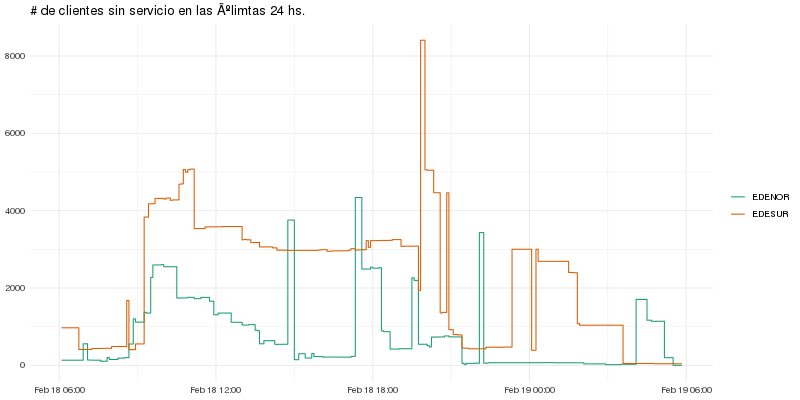 # de clientes sin servicio en las Ãºlimtas 24 hs.
8000
6000
4000
2000
0
Feb 18 06:00
Feb 18 12:00
Feb 18 18:00
Feb 19 00:00
Feb 19 06:00
EDENOR
EDESUR